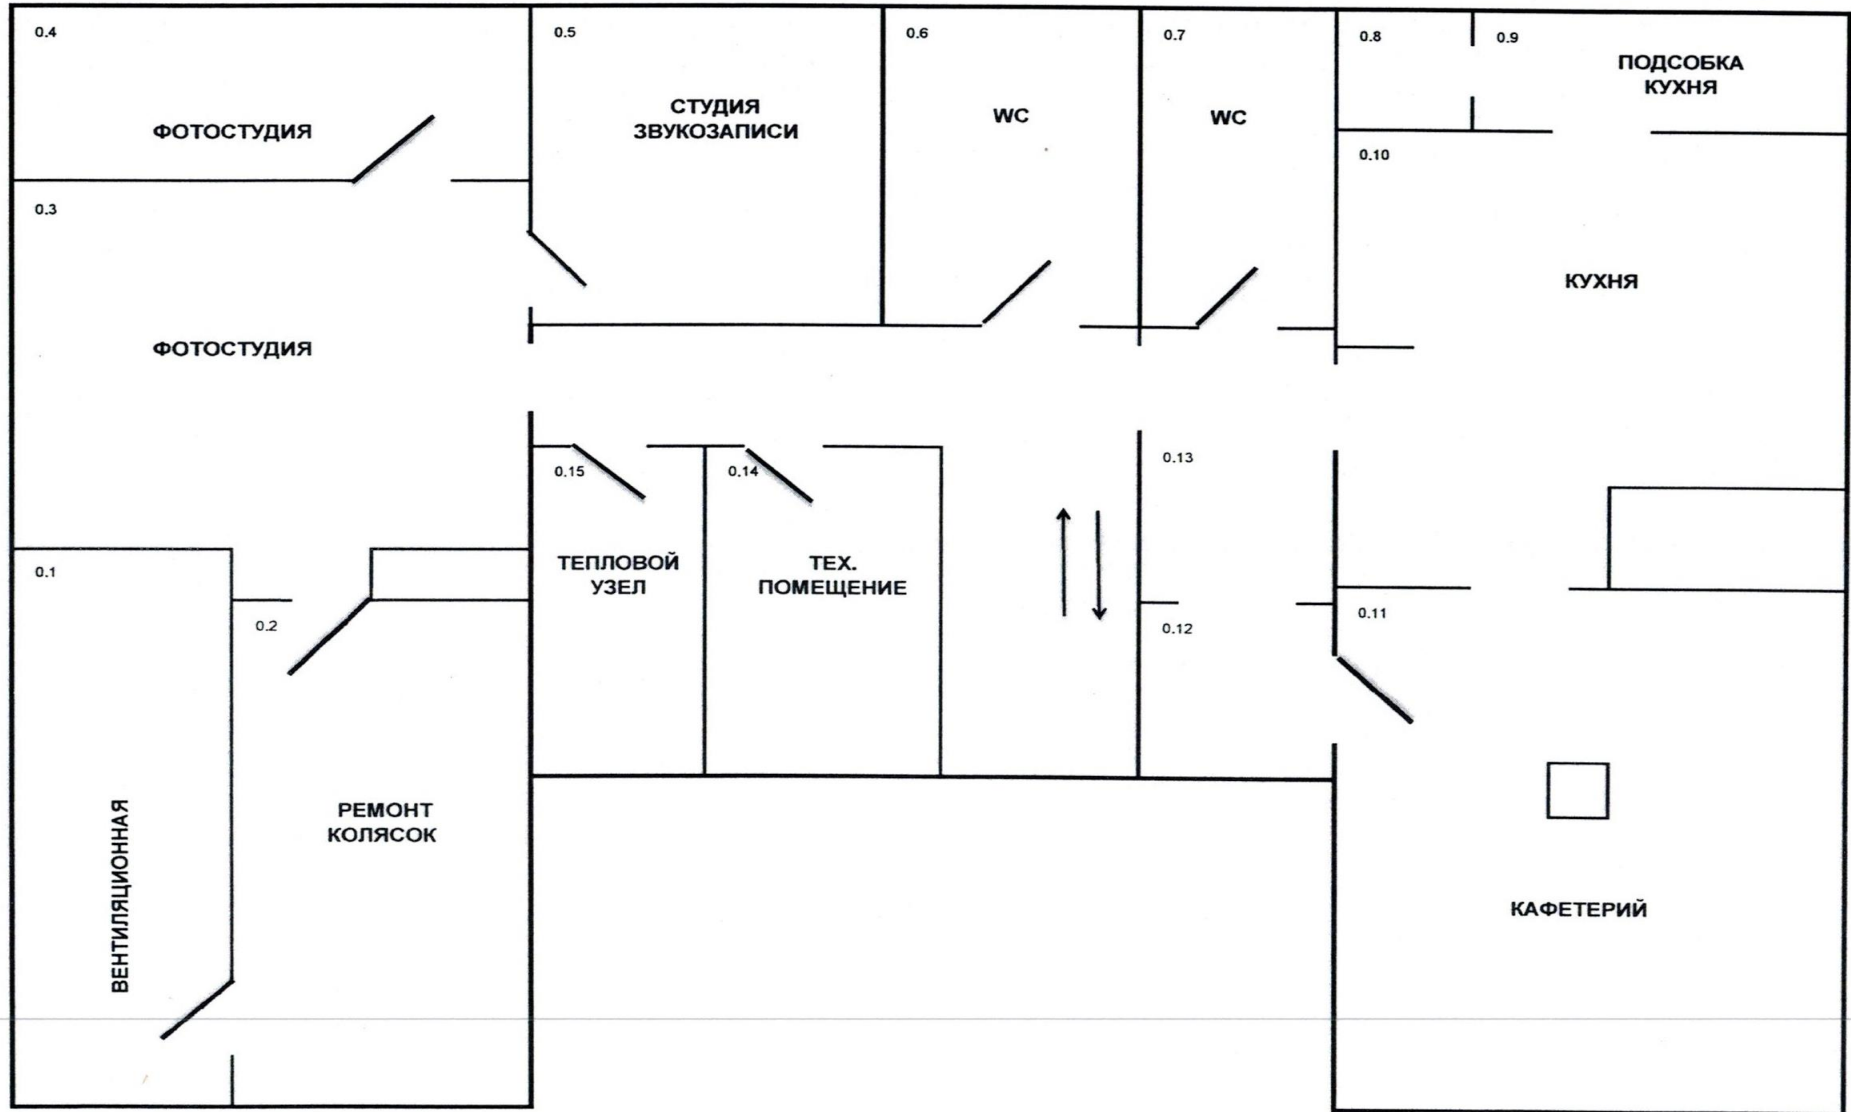 0.4
0.5
0.6
0.7
0.8
0.9
ПОДСОБКА
КУХНЯ
СТУДИЯ
ЗВУКОЗАПИСИ
WC
WC
ФОТОСТУДИЯ
0.10
0.3
КУХНЯ
ФОТОСТУДИЯ
0.15
0.14
0.13
ТЕПЛОВОЙ
УЗЕЛ
ТЕХ.
ПОМЕЩЕНИЕ
0.1
0.2
0.12
0.11
РЕМОНТ
КОЛЯСОК
ВЕНТИЛЯЦИОННАЯ
КАФЕТЕРИЙ